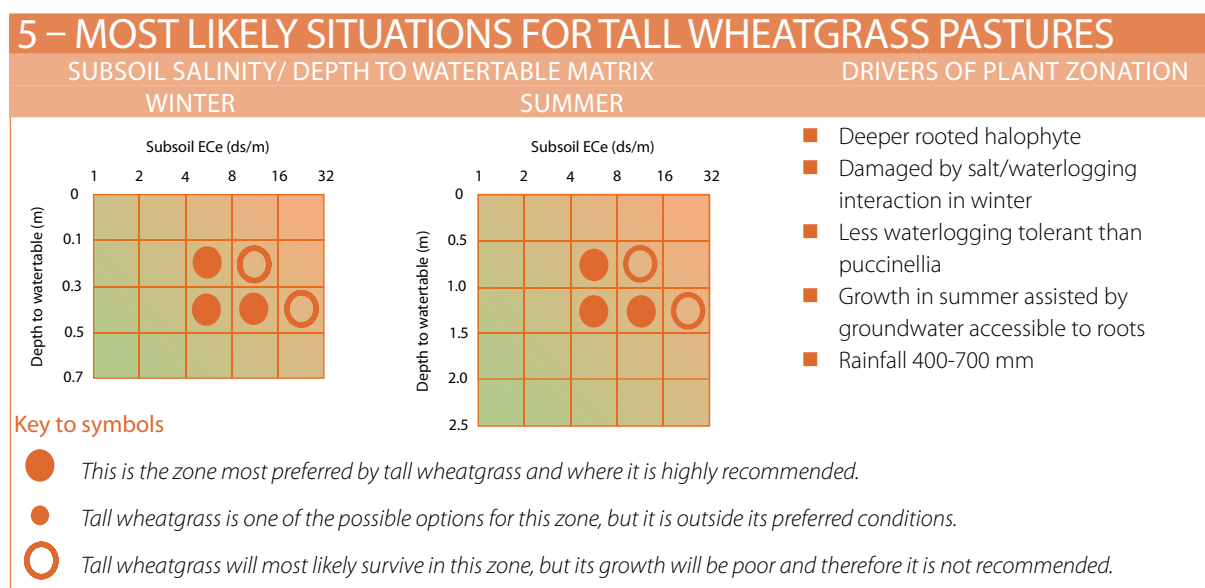 5 – MOST LIKELY SITUATIONS FOR TALL WHEATGRASS PASTURES
SUBSOIL SALINITY/ DEPTH TO WATERTABLE MATRIX
DRIVERS OF PLANT ZONATION
WINTER
SUMMER
Subsoil ECe (ds/m)
1 2 4 8 16 32
Depth to watertable (m)
0
0.1
0.3
0.5
0.7
Subsoil ECe (ds/m)
1 2 4 8 16 32
Depth to watertable (m)
0
0.5
1.0
1.5
2.0
2.5
■ Deeper rooted halophyte
■ Damaged by salt/waterlogging
interaction in winter
■ Less waterlogging tolerant than
puccinellia
■ Growth in summer assisted by
groundwater accessible to roots
■ Rainfall 400-700 mm
Key to symbols
This is the zone most preferred by tall wheatgrass and where it is highly recommended.
Tall wheatgrass is one of the possible options for this zone, but it is outside its preferred conditions.
Tall wheatgrass will most likely survive in this zone, but its growth will be poor and therefore it is not recommended.